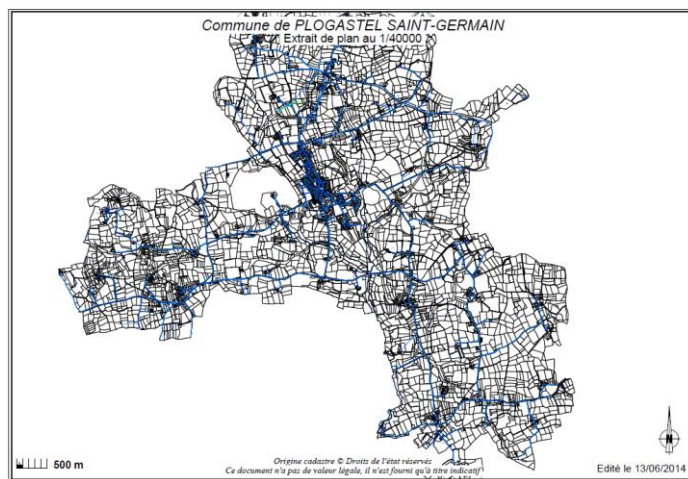 Commune de PLOGASTEL SAINT-GERMAIN
Extrait de plan au 1/40000
500 m
Origine cadastre © Droits de l'état réservés
Ce document n'a pas de valeur légale, il n'est fourni qu'à titre indicatif
N
Edité le 13/06/2014